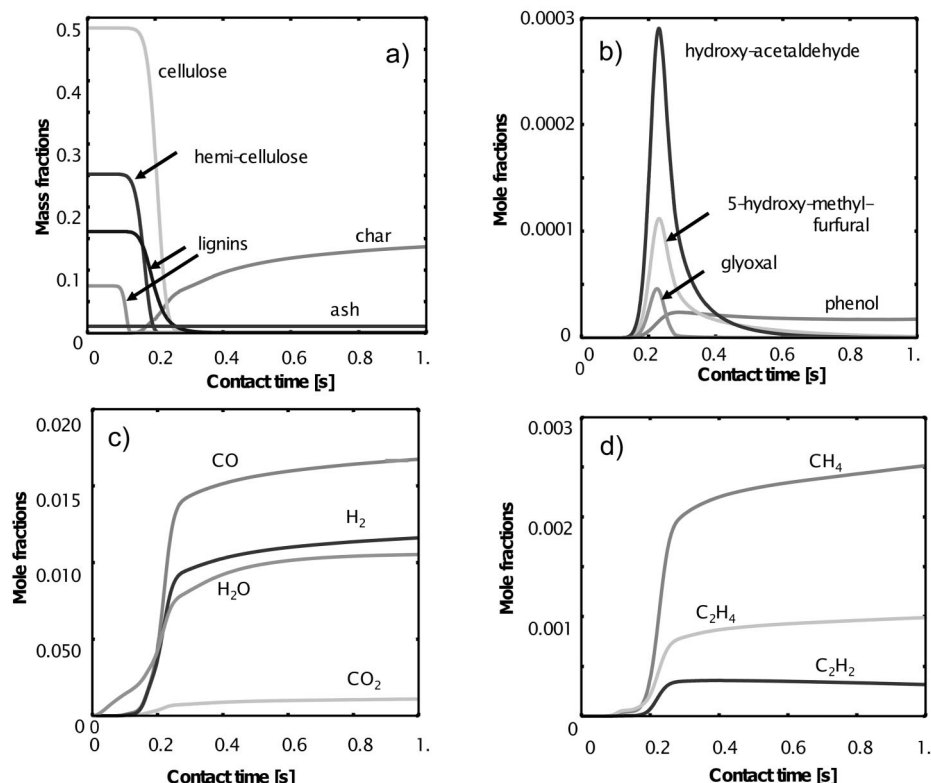 a)
0.5
0.4
0.3
0.2
0.1
0
Mass fractions
cellulose
hemi-cellulose
lignins
char
ash
0 0.2 0.4 0.6 0.8 1.
Contact time [s]
b)
0.0003
0.0002
0.0001
0
Mole fractions
hydroxy-acetaldehyde
5-hydroxy-methyl-
furfural
glyoxal
phenol
0 0.2 0.4 0.6 0.8 1.
Contact time [s]
c)
0.020
0.015
0.010
0.050
0
Mole fractions
CO
H₂
H₂O
CO₂
0 0.2 0.4 0.6 0.8 1.
Contact time [s]
d)
0.003
0.002
0.001
0
Mole fractions
CH₄
C₂H₄
C₂H₂
0 0.2 0.4 0.6 0.8 1.
Contact time [s]